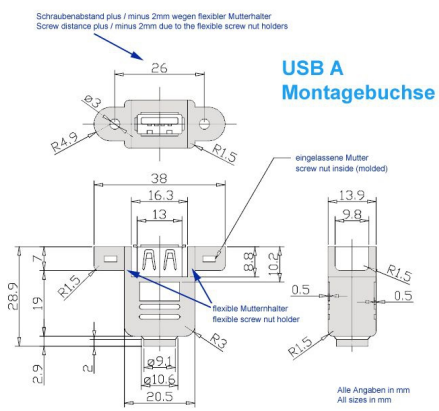 Schraubenabstand plus / minus 2mm wegen flexibler Mutterhalter
Screw distance plus / minus 2mm due to the flexible screw nut holders
26
USB A
Montagebuchse
ø3
R4.9
R1.5
eingelassene Mutter
screw nut inside (molded)
38
16.3
13
13.9
9.8
7
8.8
10.2
R1.5
R1.5
28.9
19
0.5
0.5
flexible Mutternhalter
flexible screw nut holder
R3
R1.5
2.9
2
ø9.1
ø10.6
20.5
Alle Angaben in mm
All sizes in mm